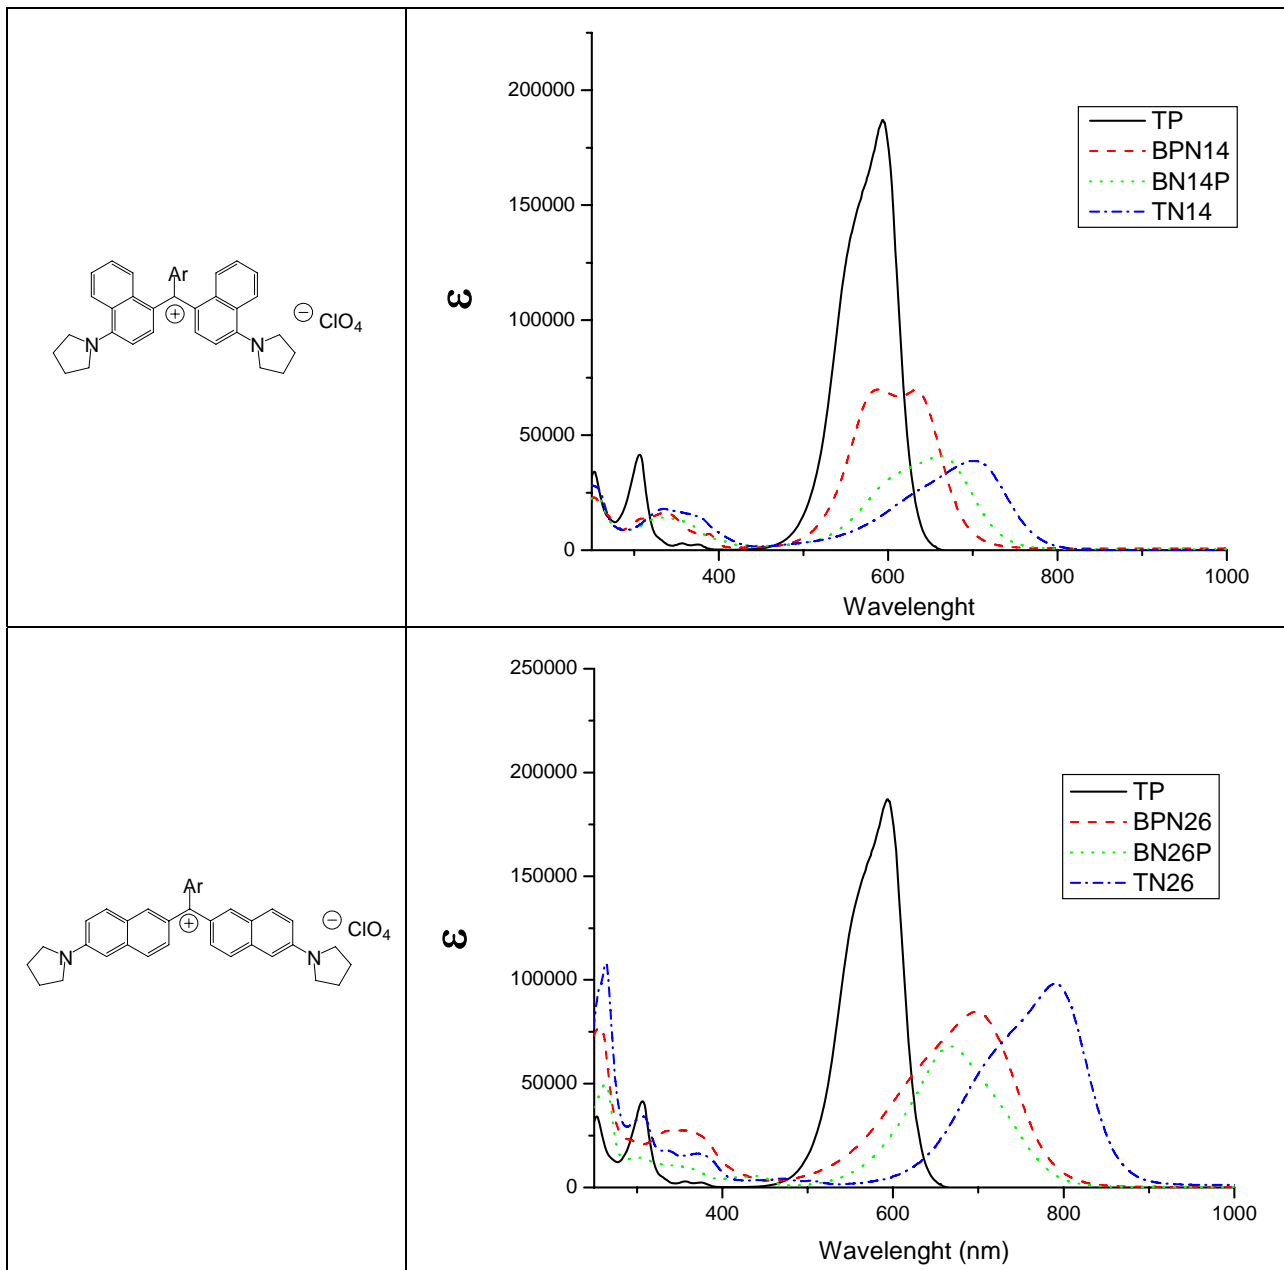 Ar
+
− ClO4
N
N
ε
200000
150000
100000
50000
0
400
600
800
1000
Wavelenght
TP
BPN14
BN14P
TN14
Ar
+
− ClO4
N
N
ε
250000
200000
150000
100000
50000
0
400
600
800
1000
Wavelenght (nm)
TP
BPN26
BN26P
TN26